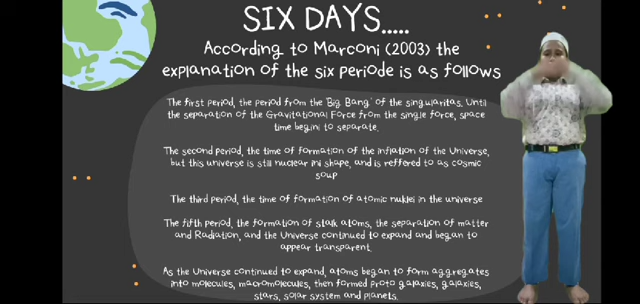 SIX DAYS.....
According to Marconi (2003) the
explanation of the six periode is as follows
The first period, the period from the 'Big Bang' of the singularitas. Until
the separation of the Gravitational Force from the single force, space
time begini to separate.
The second period, the time of formation of the inflation of the Universe,
but this universe is still nuclear ini shape, and is reffered to as cosmic
soup
The third period, the time of formation of atomic nuklei in the universe
The fifth period, the formation of stalk atoms, the separation of matter
and Radiation, and the Universe continued to expand and began to
appear transparent.
As the Universe continued to expand, atoms began to form aggregates
into molecules, macromolecules, then formed proto galaxies, galaxies,
stars, solar system and planets.